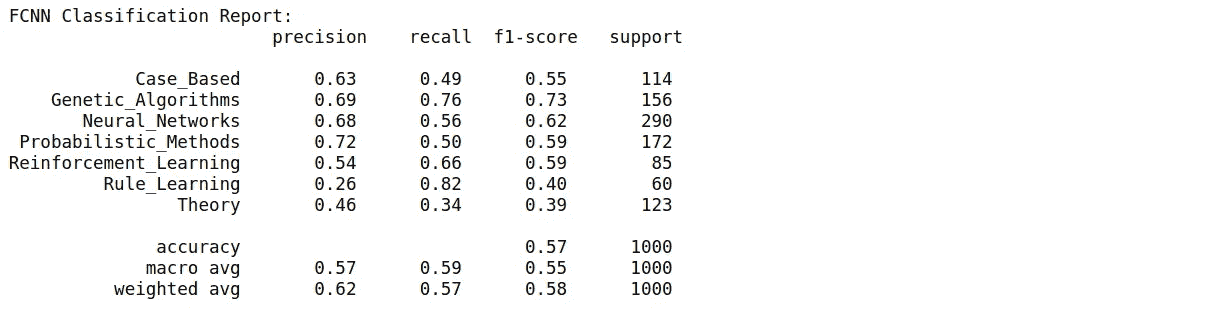 FCNN Classification Report:
precision recall f1-score support
Case_Based 0.63 0.49 0.55 114
Genetic_Algorithms 0.69 0.76 0.73 156
Neural_Networks 0.68 0.56 0.62 290
Probabilistic_Methods 0.72 0.50 0.59 172
Reinforcement_Learning 0.54 0.66 0.59 85
Rule_Learning 0.26 0.82 0.40 60
Theory 0.46 0.34 0.39 123
accuracy 0.57 1000
macro avg 0.57 0.59 0.55 1000
weighted avg 0.62 0.57 0.58 1000